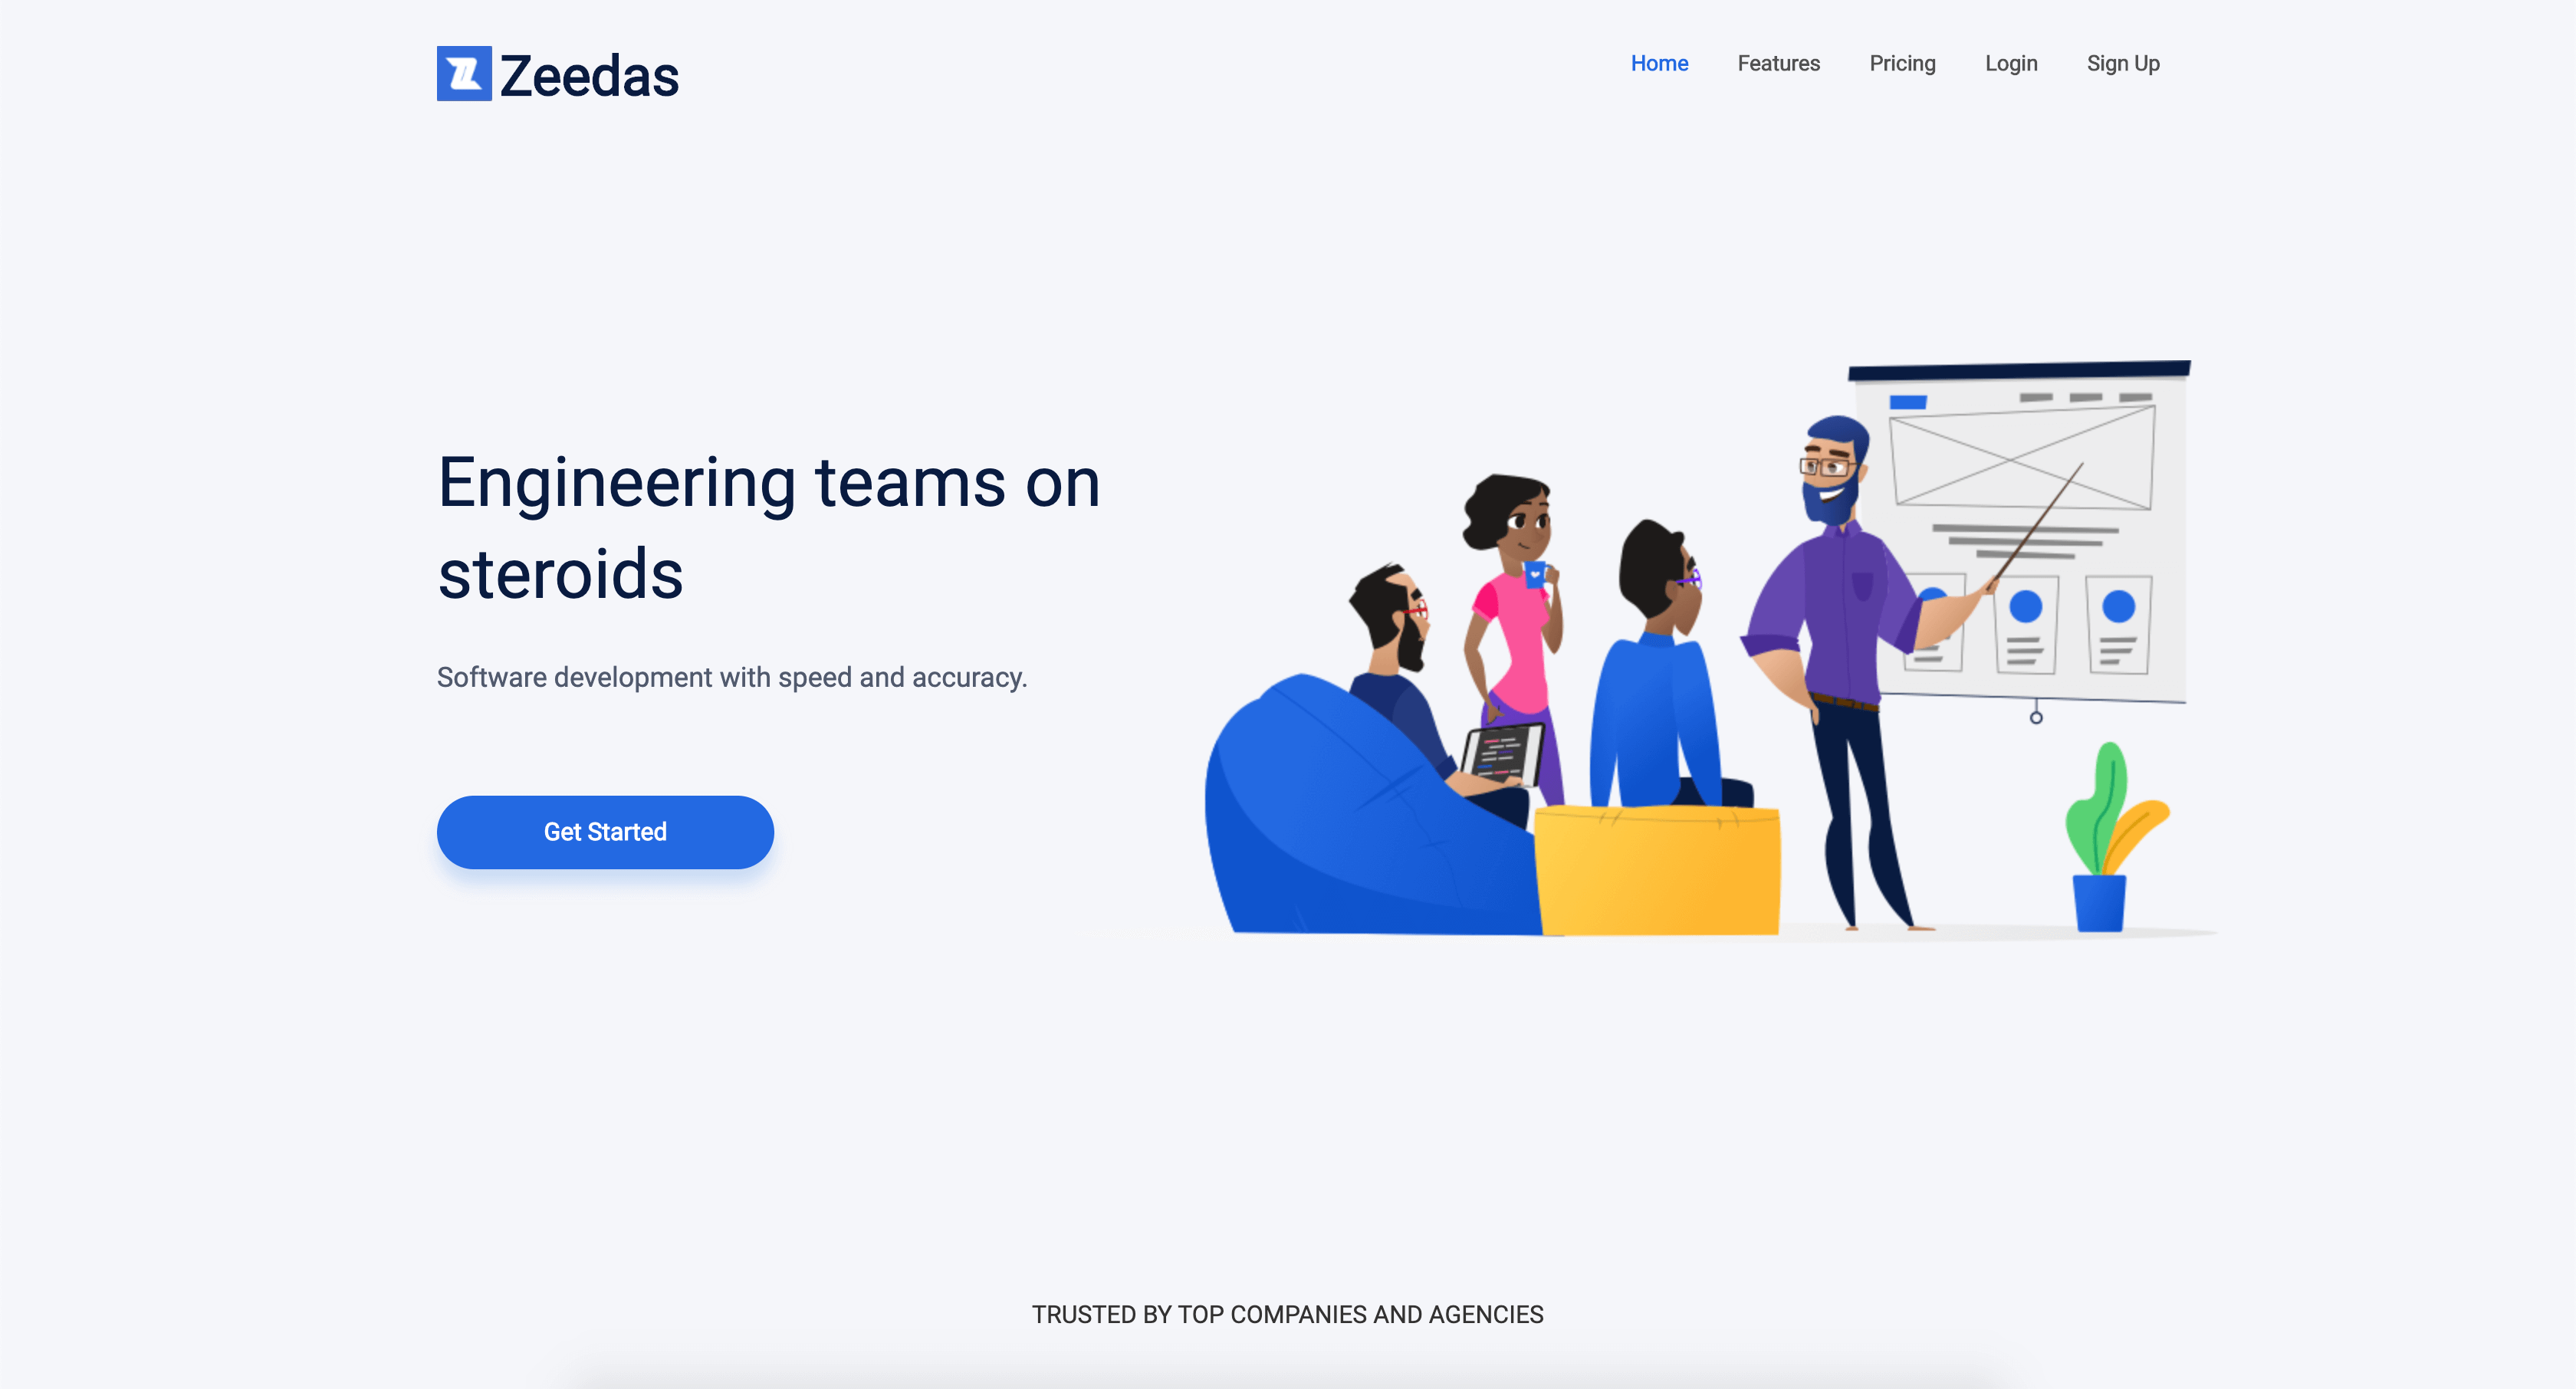 Zeedas
Home
Features
Pricing
Login
Sign Up
Engineering teams on
steroids
Software development with speed and accuracy.
Get Started
TRUSTED BY TOP COMPANIES AND AGENCIES